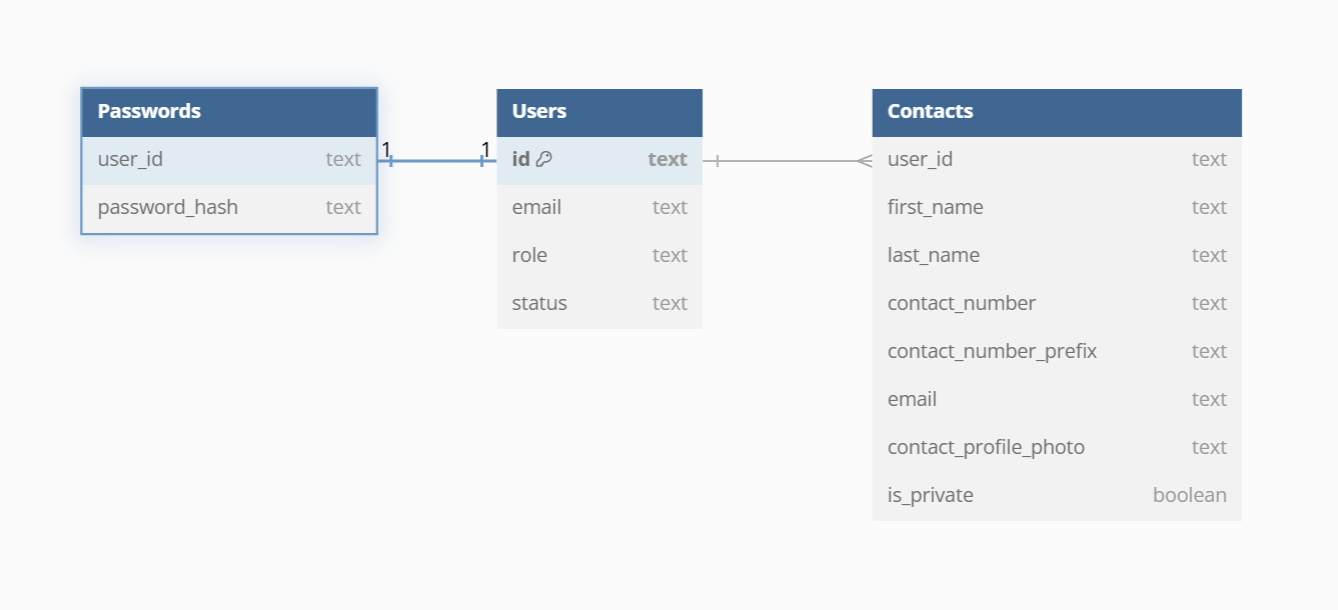 Passwords
user_id text
password_hash text
1 1
Users
id text
email text
role text
status text
Contacts
user_id text
first_name text
last_name text
contact_number text
contact_number_prefix text
email text
contact_profile_photo text
is_private boolean